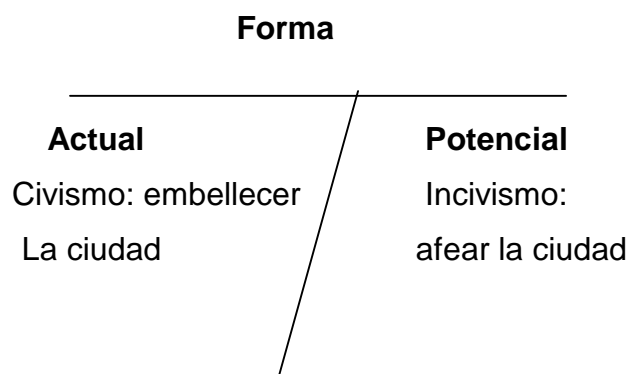 Forma
Actual
Potencial
Civismo: embellecer
Incivismo:
La ciudad
afear la ciudad